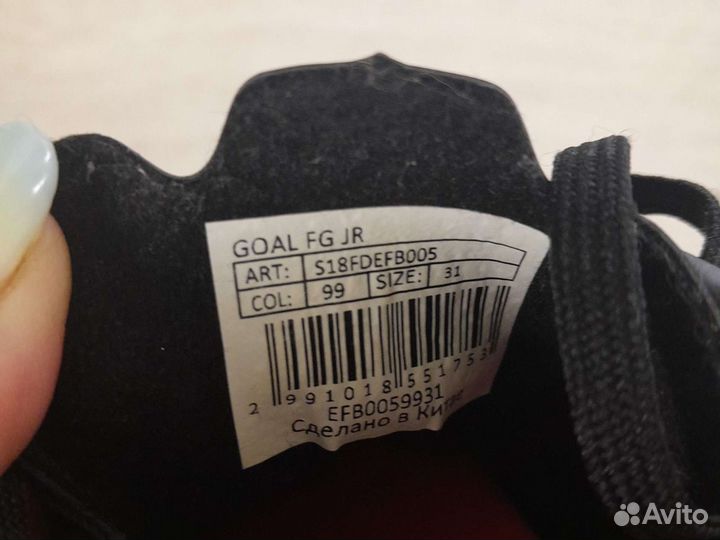 GOAL FG JR
ART: S18FDEFB005
COL: 99 SIZE: 31
2 991018 551753
EFB0059931
Сделано в Китае
Avito